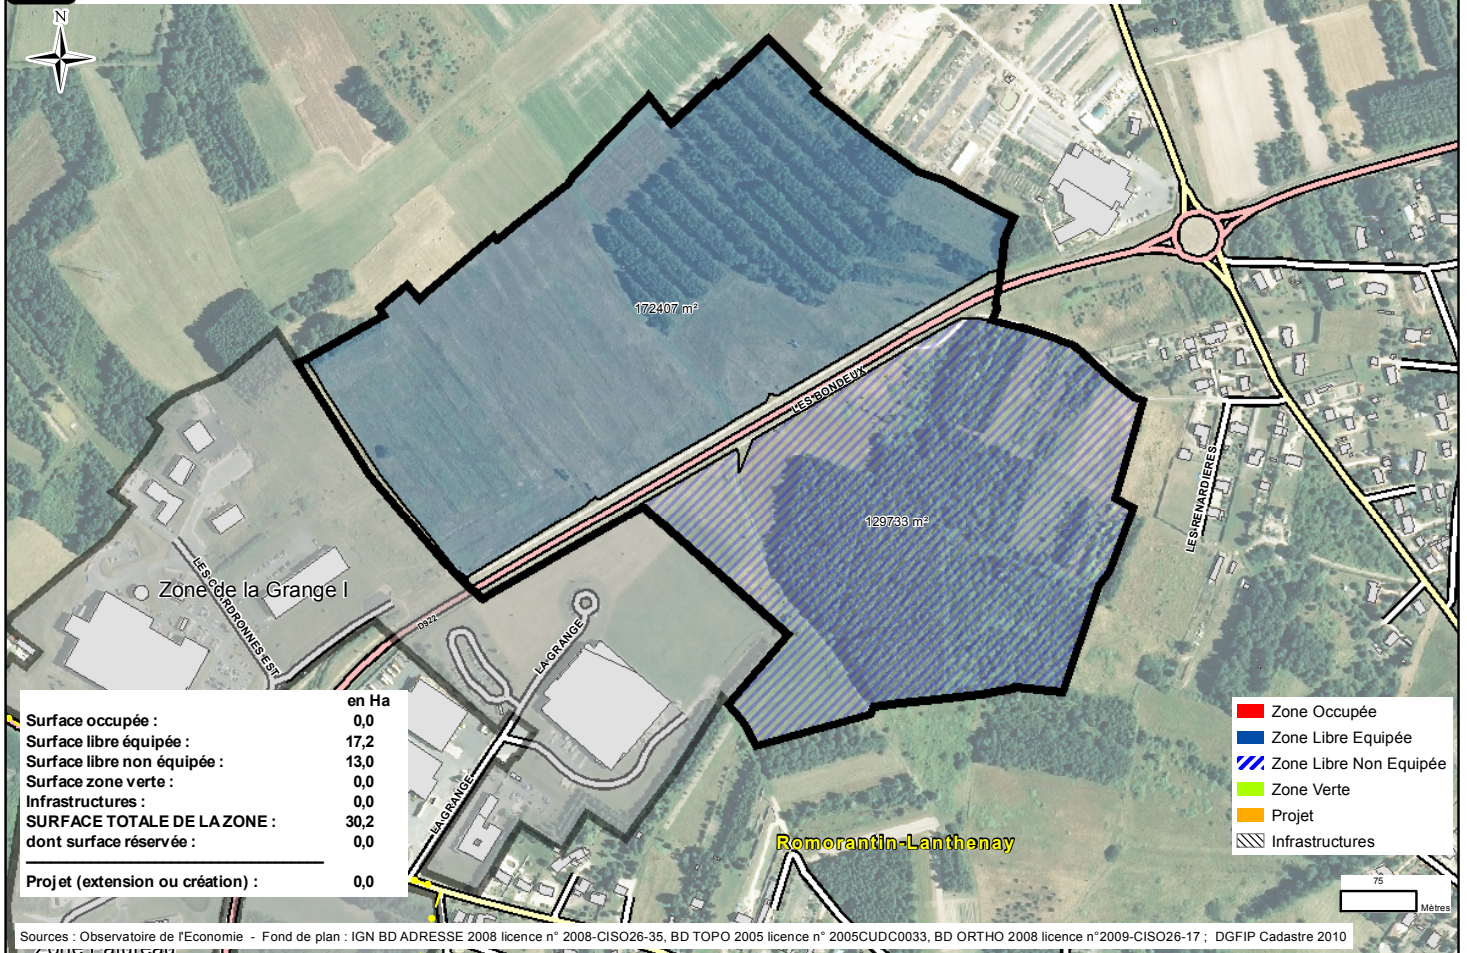 N
172407 m²
LES BONDEUX
129733 m²
LES RENARDIERES
Zone de la Grange I
D922
LA GRANGE
LA GRANGE
en Ha
Surface occupée : 0,0
Surface libre équipée : 17,2
Surface libre non équipée : 13,0
Surface zone verte : 0,0
Infrastructures : 0,0
SURFACE TOTALE DE LA ZONE : 30,2
dont surface réservée : 0,0
Projet (extension ou création) : 0,0
Zone Occupée
Zone Libre Equipée
Zone Libre Non Equipée
Zone Verte
Projet
Infrastructures
Romorantin-Lanthenay
75
Mètres
Sources : Observatoire de l'Economie - Fond de plan : IGN BD ADRESSE 2008 licence n° 2008-CISO26-35, BD TOPO 2005 licence n° 2005CUDC0033, BD ORTHO 2008 licence n°2009-CISO26-17 ; DGFIP Cadastre 2010